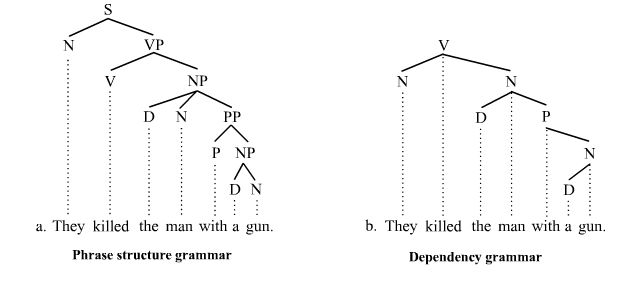 S
N VP
V NP
D N PP
P NP
D N
a. They killed the man with a gun.
Phrase structure grammar
V
N N
D P
N
D
b. They killed the man with a gun.
Dependency grammar